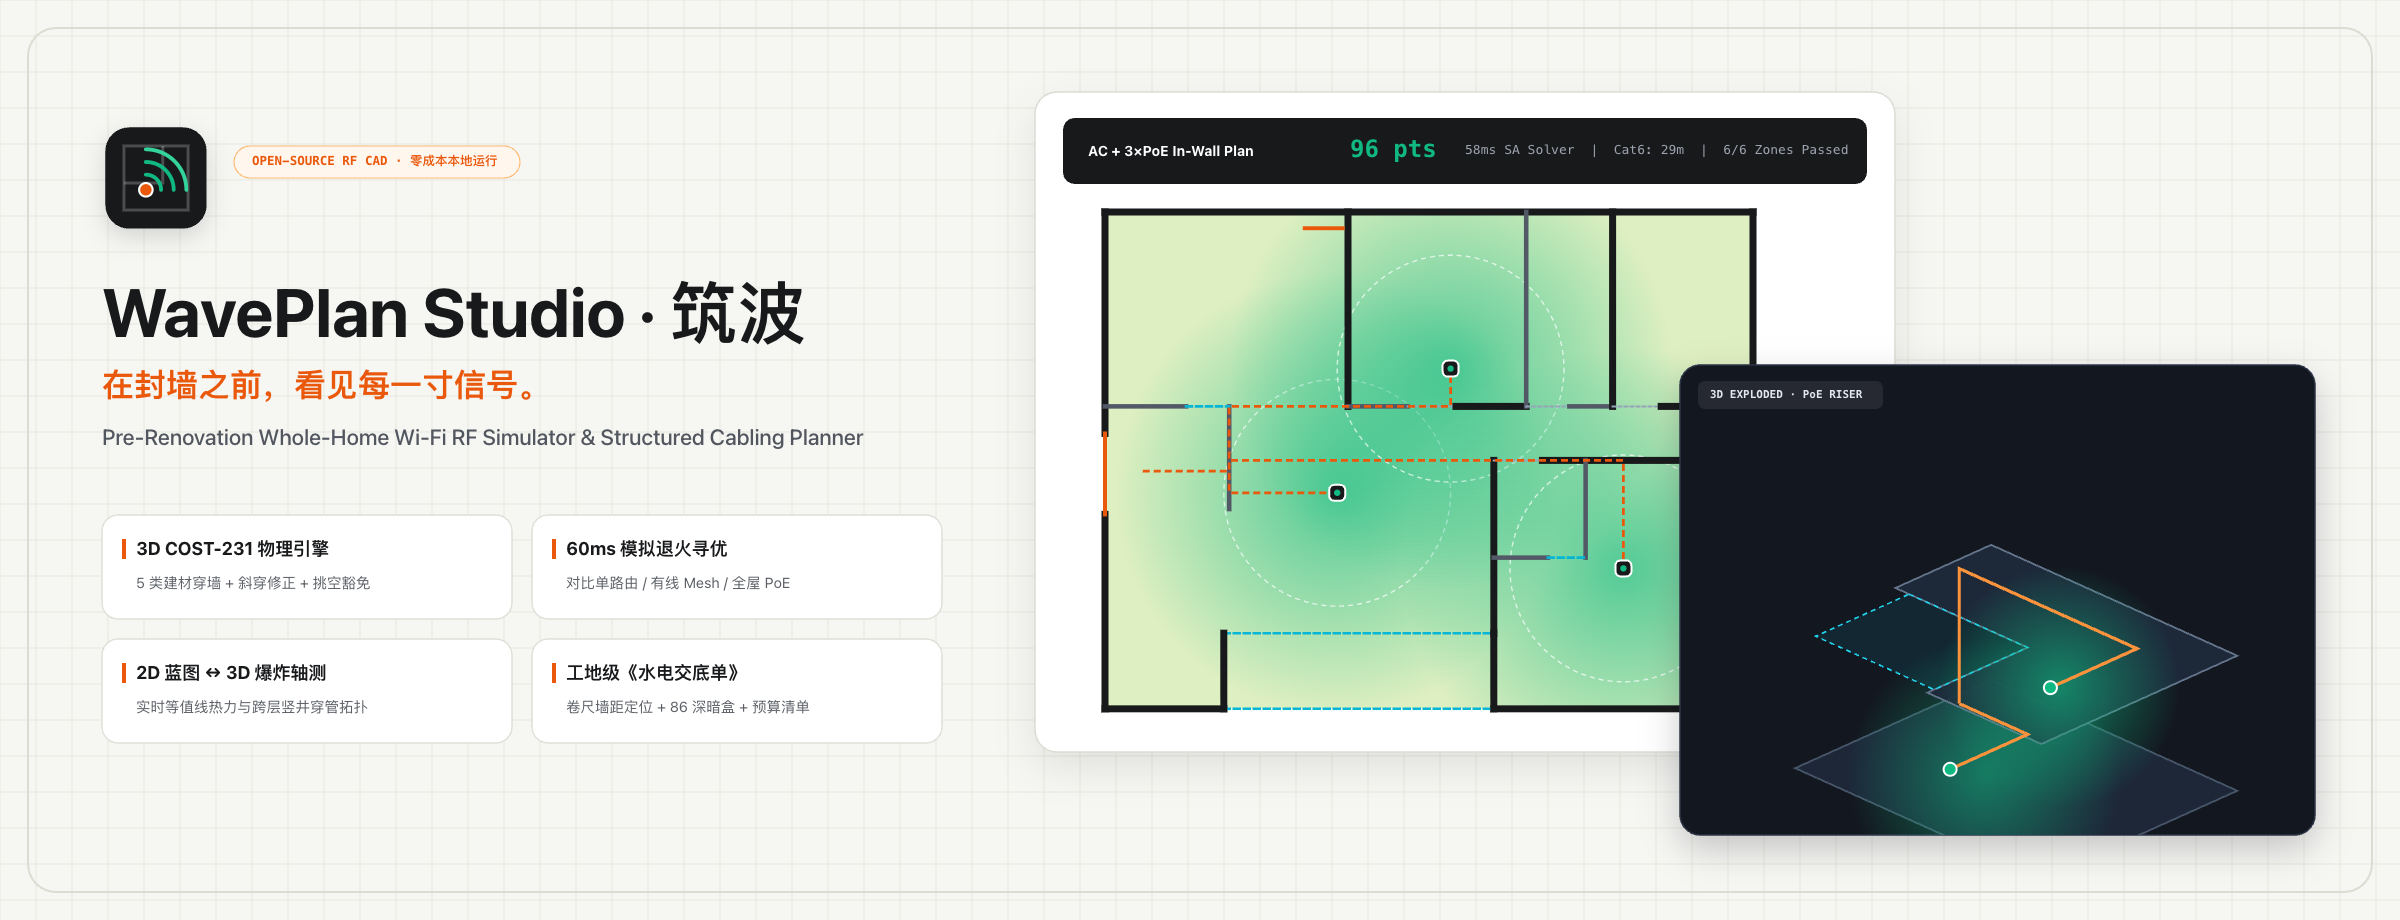 OPEN-SOURCE RF CAD · 零成本本地运行
WavePlan Studio · 筑波
在封墙之前，看见每一寸信号。
Pre-Renovation Whole-Home Wi-Fi RF Simulator & Structured Cabling Planner
3D COST-231 物理引擎
5 类建材穿墙 + 斜穿修正 + 挑空豁免
60ms 模拟退火寻优
对比单路由 / 有线 Mesh / 全屋 PoE
2D 蓝图 ↔ 3D 爆炸轴测
实时等值线热力与跨层竖井穿管拓扑
工地级《水电交底单》
卷尺墙距定位 + 86 深暗盒 + 预算清单
AC + 3×PoE In-Wall Plan
96 pts
58ms SA Solver | Cat6: 29m | 6/6 Zones Passed
3D EXPLODED · PoE RISER